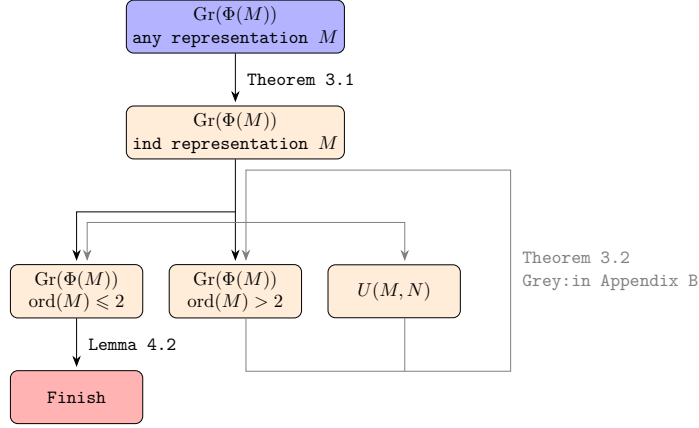 Gr(Φ(M))
any representation M
Theorem 3.1
Gr(Φ(M))
ind representation M
Theorem 3.2
Grey:in Appendix B
Gr(Φ(M))
ord(M) ⩽ 2
Gr(Φ(M))
ord(M) > 2
U(M, N)
Lemma 4.2
Finish